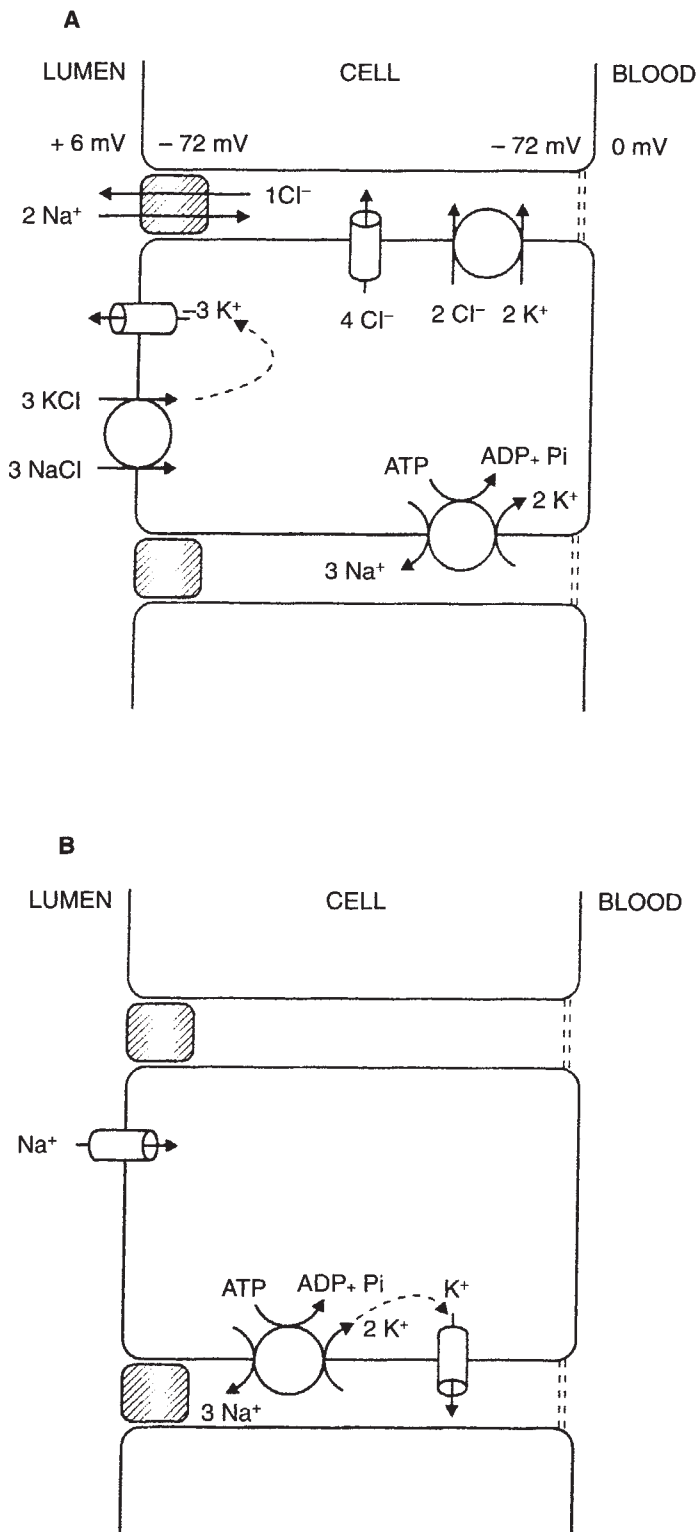 A
LUMEN CELL BLOOD
+ 6 mV − 72 mV − 72 mV 0 mV
1Cl⁻
2 Na⁺
−3 K⁺
4 Cl⁻ 2 Cl⁻ 2 K⁺
3 KCl
3 NaCl
ATP ADP+ Pi
2 K⁺
3 Na⁺
B
LUMEN CELL BLOOD
Na⁺
ATP ADP+ Pi K⁺
2 K⁺
3 Na⁺